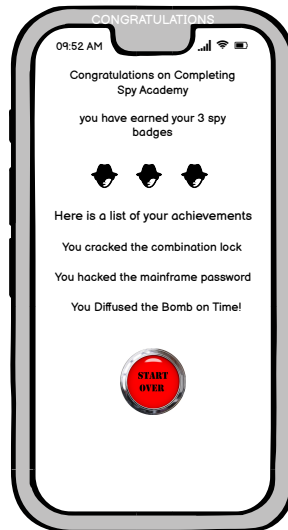 CONGRATULATIONS
09:52 AM
Congratulations on Completing
Spy Academy
you have earned your 3 spy
badges
Here is a list of your achievements
You cracked the combination lock
You hacked the mainframe password
You Diffused the Bomb on Time!
START
OVER